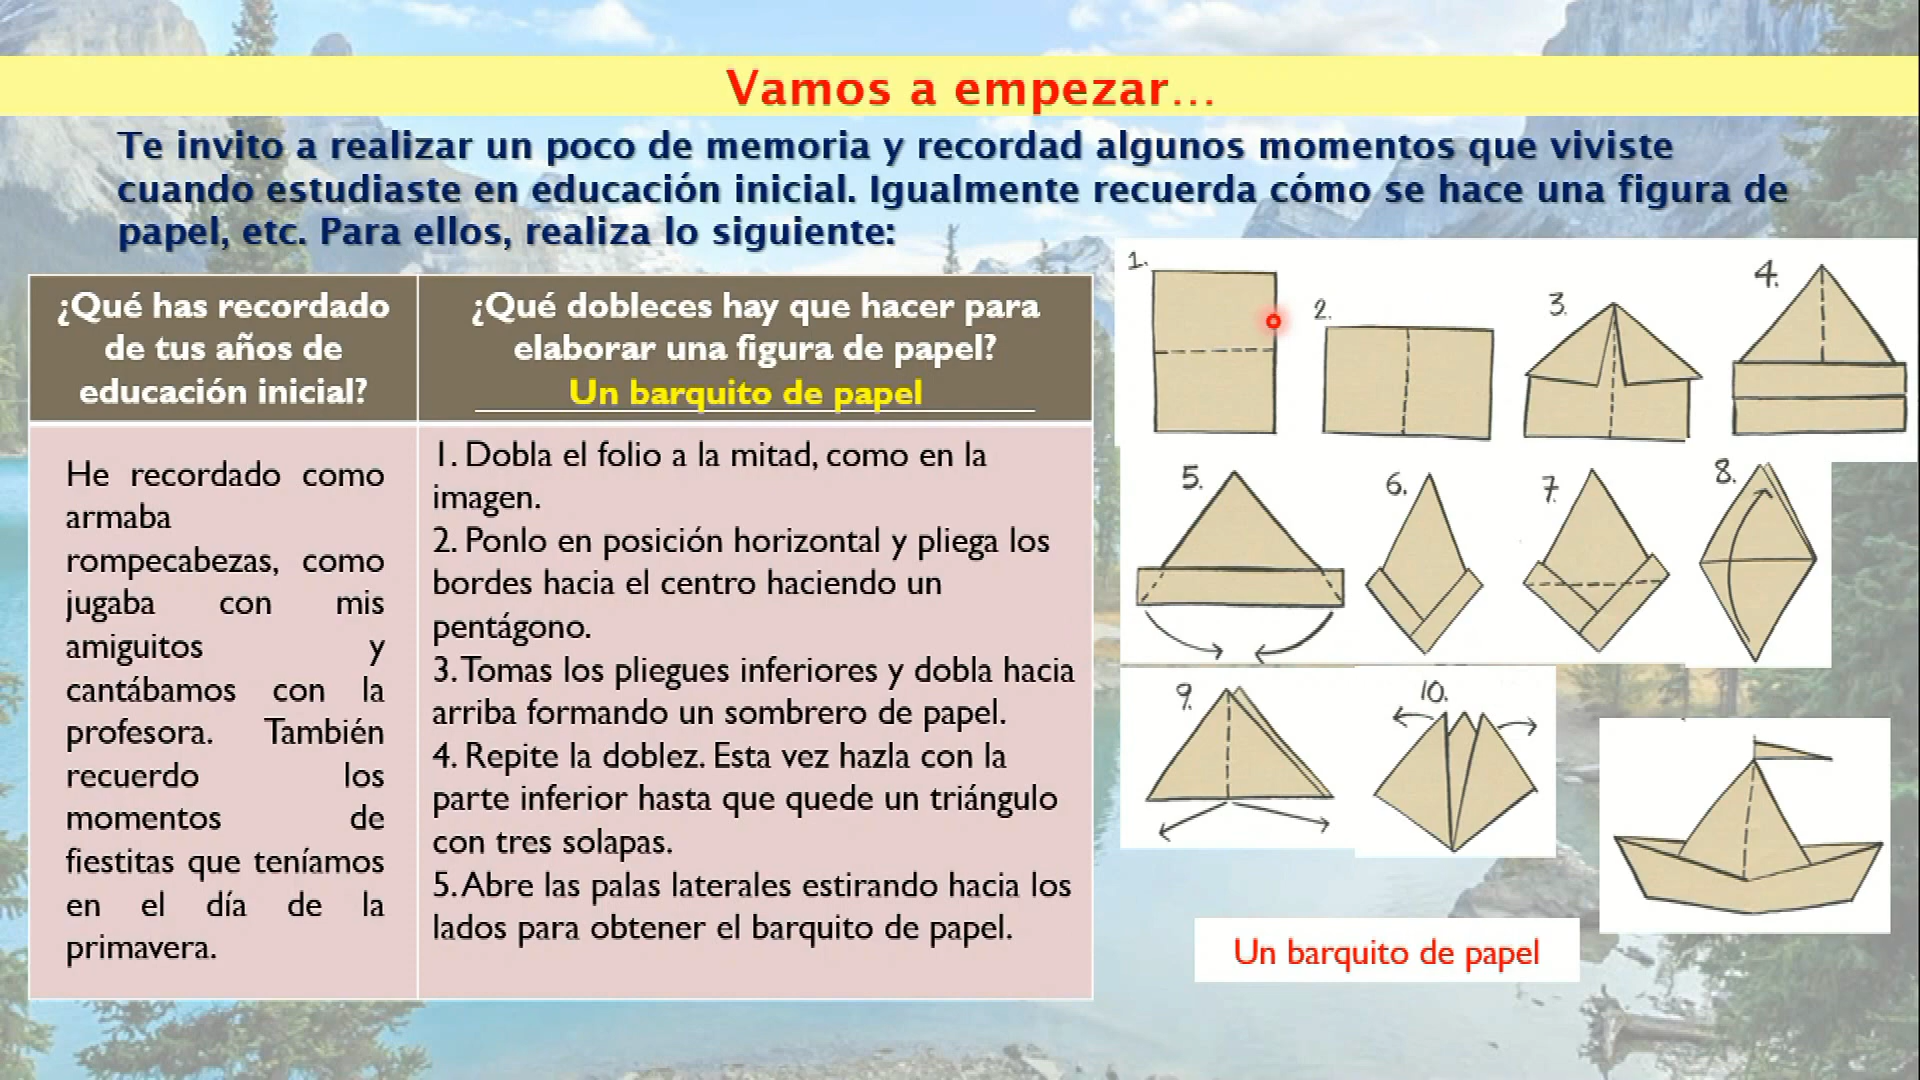 Vamos a empezar...
Te invito a realizar un poco de memoria y recordad algunos momentos que viviste
cuando estudiaste en educación inicial. Igualmente recuerda cómo se hace una figura de
papel, etc. Para ellos, realiza lo siguiente:
¿Qué has recordado
de tus años de
educación inicial?
¿Qué dobleces hay que hacer para
elaborar una figura de papel?
Un barquito de papel
He recordado como
armaba
rompecabezas, como
jugaba con mis
amiguitos y
cantábamos con la
profesora. También
recuerdo los
momentos de
fiestitas que teníamos
en el día de la
primavera.
1. Dobla el folio a la mitad, como en la
imagen.
2. Ponlo en posición horizontal y pliega los
bordes hacia el centro haciendo un
pentágono.
3. Tomas los pliegues inferiores y dobla hacia
arriba formando un sombrero de papel.
4. Repite la doblez. Esta vez hazla con la
parte inferior hasta que quede un triángulo
con tres solapas.
5. Abre las palas laterales estirando hacia los
lados para obtener el barquito de papel.
1.
2.
3.
4.
5.
6.
7.
8.
9.
10.
Un barquito de papel